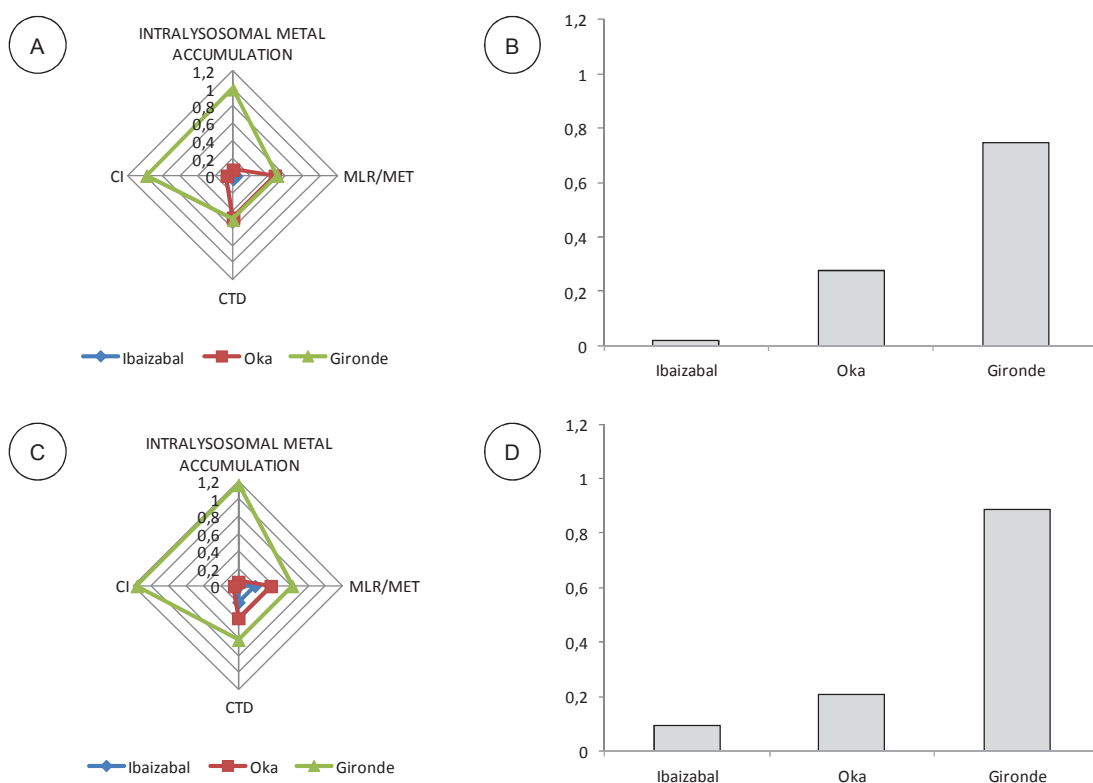 A
INTRALYSOSOMAL METAL
ACCUMULATION
1,2
1
0,8
0,6
0,4
0,2
0
CI
MLR/MET
CTD
Ibaizabal Oka Gironde
B
1,2
1
0,8
0,6
0,4
0,2
0
Ibaizabal Oka Gironde
C
INTRALYSOSOMAL METAL
ACCUMULATION
1,2
1
0,8
0,6
0,4
0,2
0
CI
MLR/MET
CTD
Ibaizabal Oka Gironde
D
1,2
1
0,8
0,6
0,4
0,2
0
Ibaizabal Oka Gironde